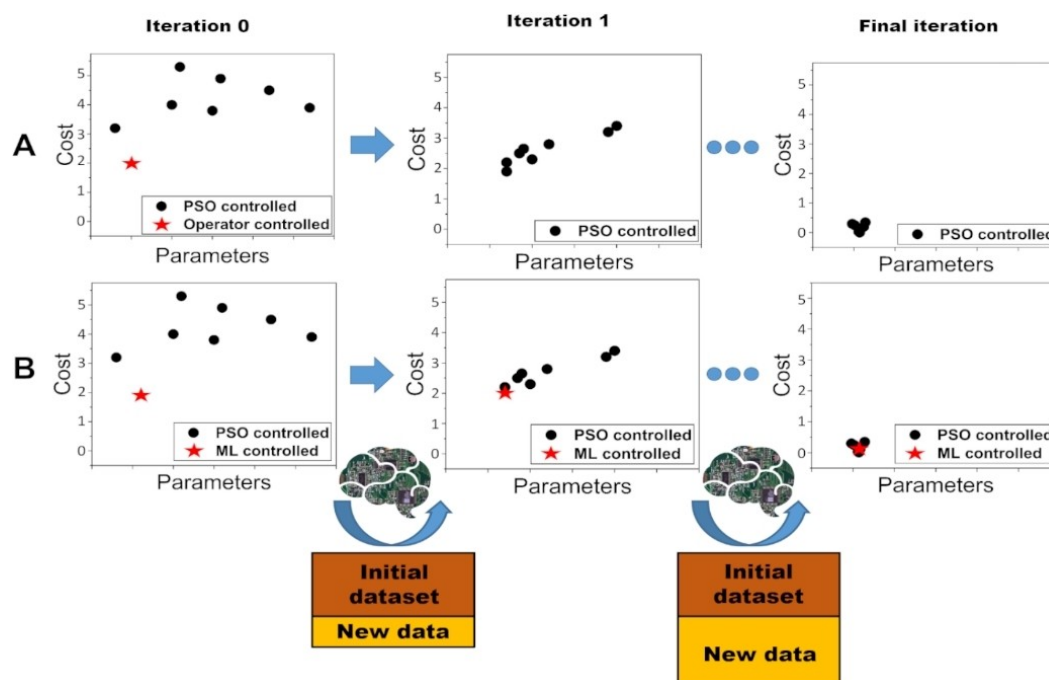 Iteration 0
Iteration 1
Final iteration
A
Cost
5
4
3
2
1
0
PSO controlled
Operator controlled
Parameters
Cost
5
4
3
2
1
0
PSO controlled
Parameters
Cost
5
4
3
2
1
0
PSO controlled
Parameters
B
Cost
5
4
3
2
1
0
PSO controlled
ML controlled
Parameters
Cost
5
4
3
2
1
0
PSO controlled
ML controlled
Parameters
Cost
5
4
3
2
1
0
PSO controlled
ML controlled
Parameters
Initial
dataset
New data
Initial
dataset
New data